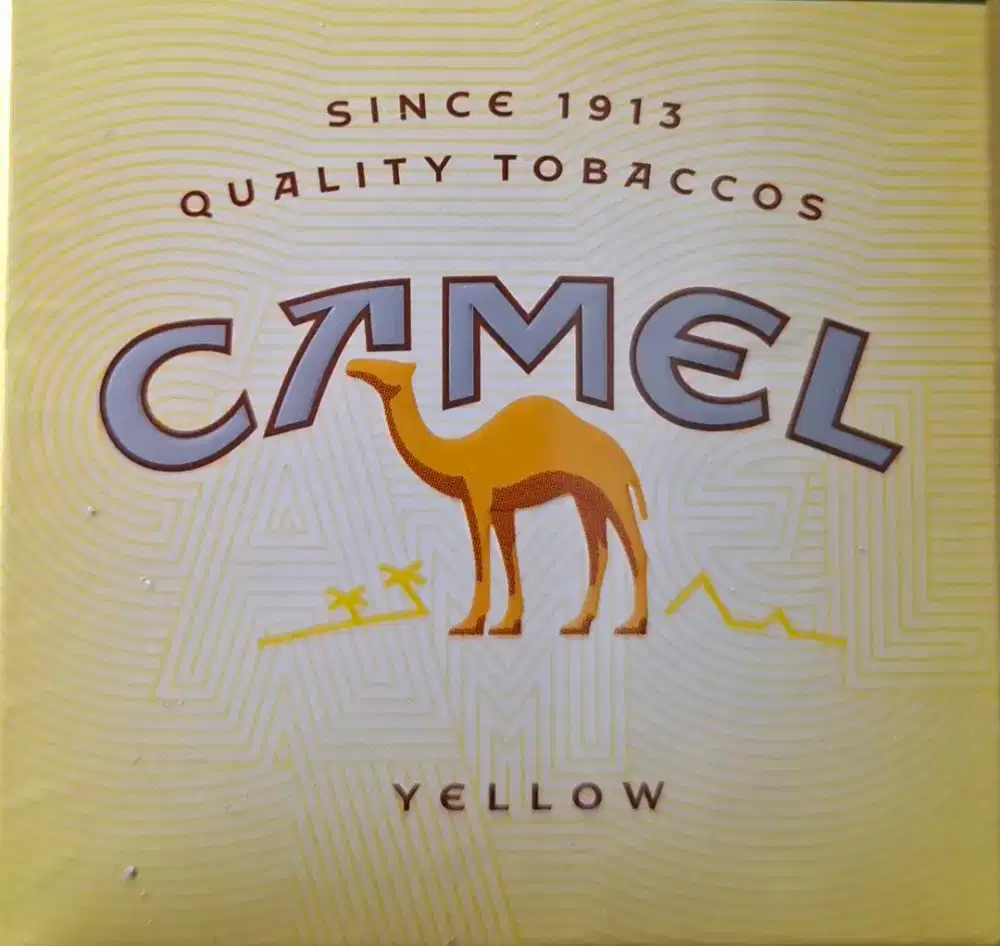 SINCE 1913
QUALITY TOBACCOS
CAMEL
YELLOW